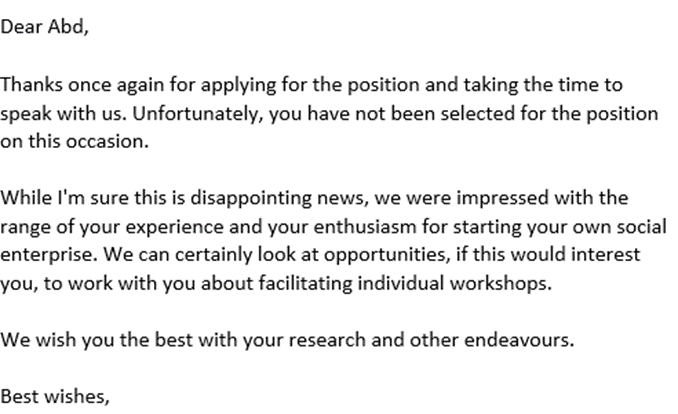 Dear Abd,
Thanks once again for applying for the position and taking the time to
speak with us. Unfortunately, you have not been selected for the position
on this occasion.
While I'm sure this is disappointing news, we were impressed with the
range of your experience and your enthusiasm for starting your own social
enterprise. We can certainly look at opportunities, if this would interest
you, to work with you about facilitating individual workshops.
We wish you the best with your research and other endeavours.
Best wishes,